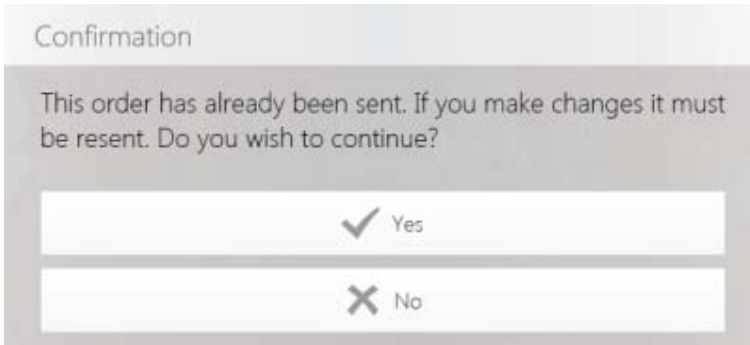 Confirmation
This order has already been sent. If you make changes it must
be resent. Do you wish to continue?
Yes
No